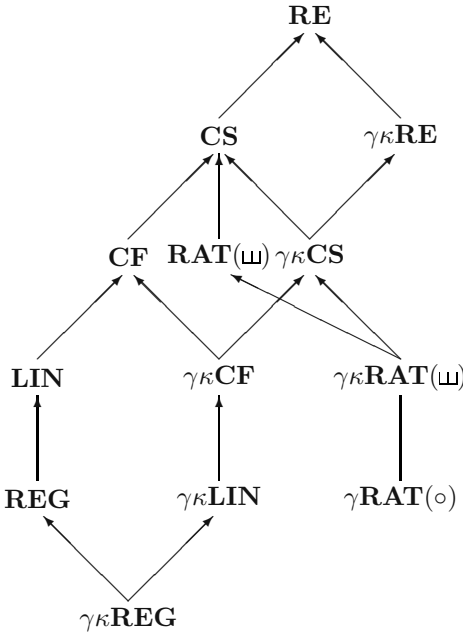 RE
CS γκRE
CF RAT(⧢) γκCS
LIN γκCF γκRAT(⧢)
REG γκLIN γRAT(○)
γκREG